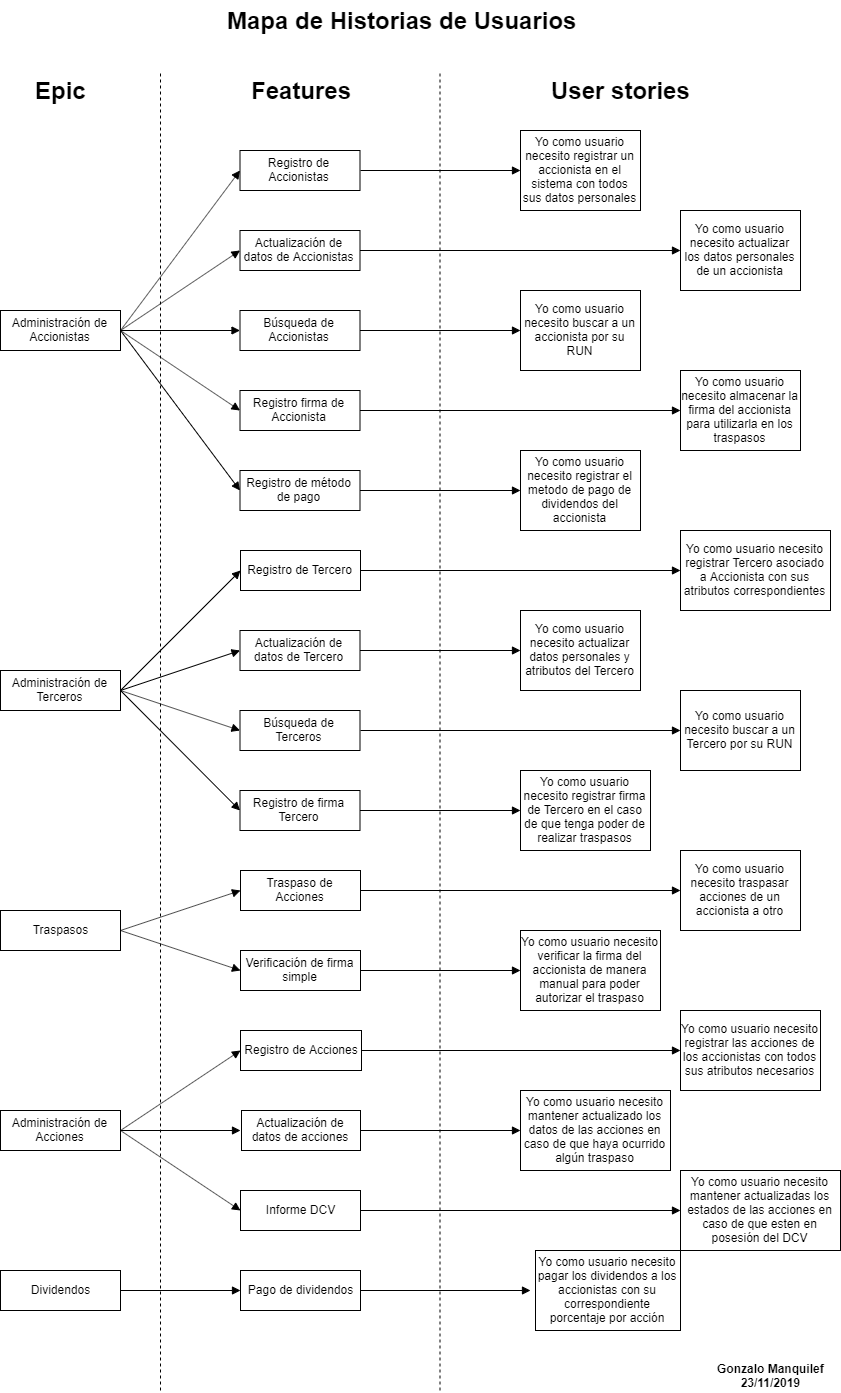 Mapa de Historias de Usuarios
Epic
Features
User stories
Registro de
Accionistas
Yo como usuario
necesito registrar un
accionista en el
sistema con todos
sus datos personales
Actualización de
datos de Accionistas
Yo como usuario
necesito actualizar
los datos personales
de un accionista
Administración de
Accionistas
Búsqueda de
Accionistas
Yo como usuario
necesito buscar a un
accionista por su
RUN
Registro firma de
Accionista
Yo como usuario
necesito almacenar la
firma del accionista
para utilizarla en los
traspasos
Registro de método
de pago
Yo como usuario
necesito registrar el
metodo de pago de
dividendos del
accionista
Registro de Tercero
Yo como usuario necesito
registrar Tercero asociado
a Accionista con sus
atributos correspondientes
Actualización de
datos de Tercero
Yo como usuario
necesito actualizar
datos personales y
atributos del Tercero
Administración de
Terceros
Búsqueda de
Terceros
Yo como usuario
necesito buscar a un
Tercero por su RUN
Registro de firma
Tercero
Yo como usuario
necesito registrar firma
de Tercero en el caso
de que tenga poder de
realizar traspasos
Traspaso de
Acciones
Yo como usuario
necesito traspasar
acciones de un
accionista a otro
Traspasos
Verificación de firma
simple
Yo como usuario necesito
verificar la firma del
accionista de manera
manual para poder
autorizar el traspaso
Registro de Acciones
Yo como usuario necesito
registrar las acciones de
los accionistas con todos
sus atributos necesarios
Administración de
Acciones
Actualización de
datos de acciones
Yo como usuario necesito
mantener actualizado los
datos de las acciones en
caso de que haya ocurrido
algún traspaso
Informe DCV
Yo como usuario necesito
mantener actualizadas los
estados de las acciones en
caso de que esten en
posesión del DCV
Dividendos
Pago de dividendos
Yo como usuario necesito
pagar los dividendos a los
accionistas con su
correspondiente
porcentaje por acción
Gonzalo Manquilef
23/11/2019